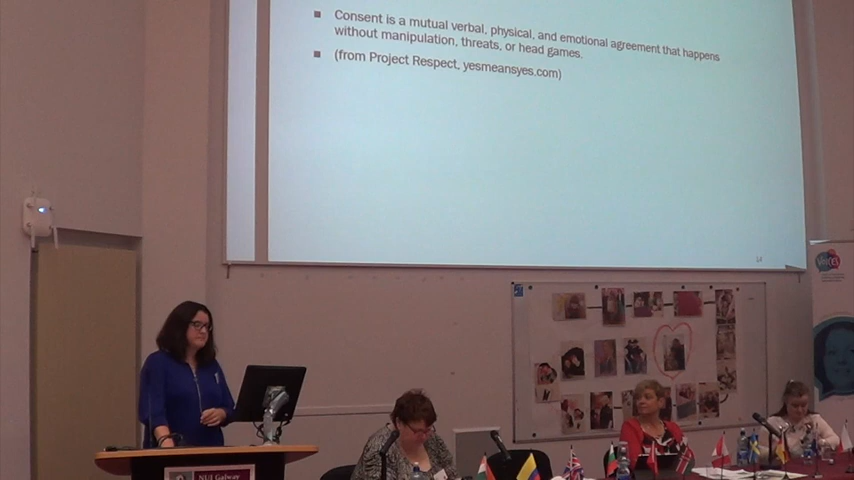 Consent is a mutual verbal, physical, and emotional agreement that happens
without manipulation, threats, or head games.
(from Project Respect, yesmeansyes.com)
14
NUI Galway